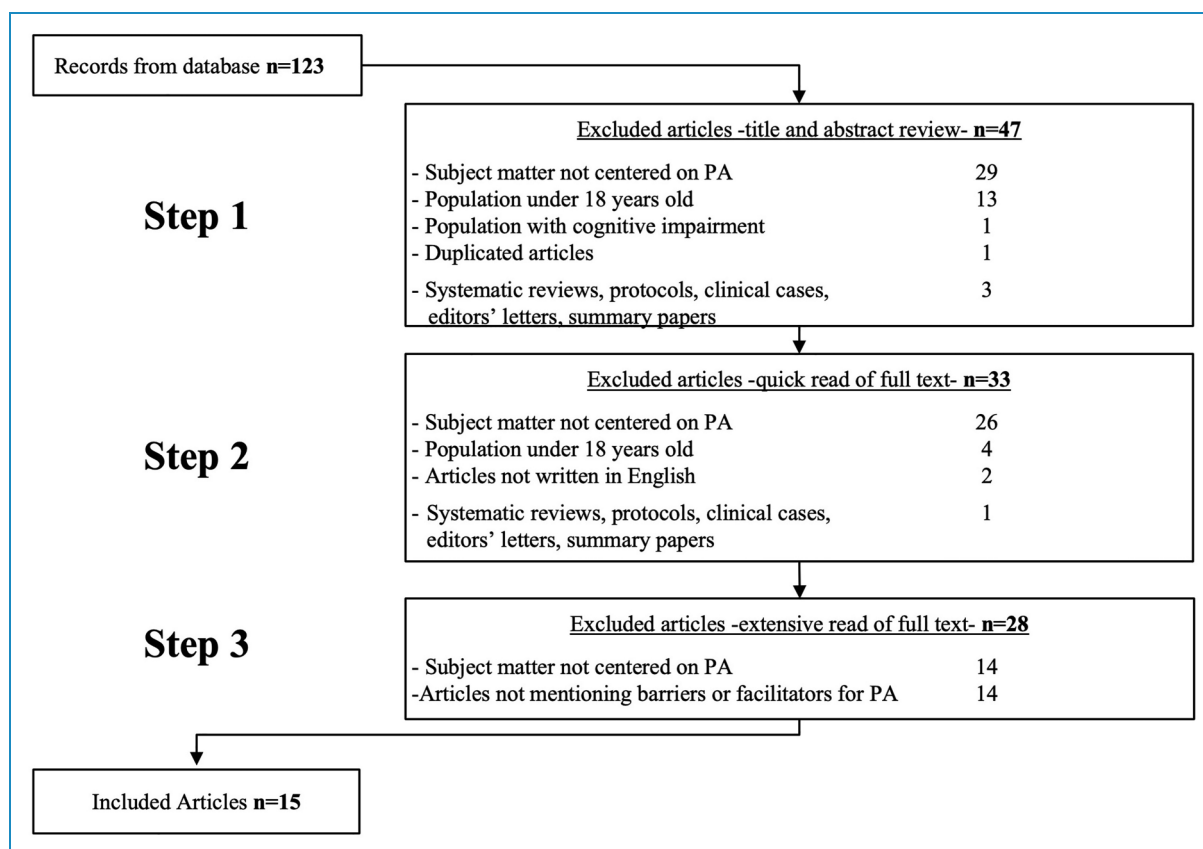 Records from database n=123
Step 1
Excluded articles -title and abstract review- n=47
- Subject matter not centered on PA 29
- Population under 18 years old 13
- Population with cognitive impairment 1
- Duplicated articles 1
- Systematic reviews, protocols, clinical cases, 3
editors’ letters, summary papers
Step 2
Excluded articles -quick read of full text- n=33
- Subject matter not centered on PA 26
- Population under 18 years old 4
- Articles not written in English 2
- Systematic reviews, protocols, clinical cases, 1
editors’ letters, summary papers
Step 3
Excluded articles -extensive read of full text- n=28
- Subject matter not centered on PA 14
-Articles not mentioning barriers or facilitators for PA 14
Included Articles n=15